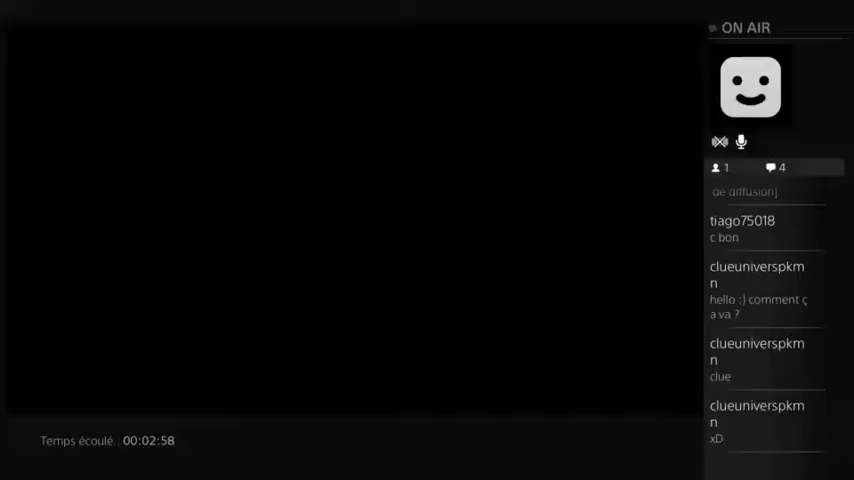 ON AIR
1 4
de diffusion].
tiago75018
c bon
clueuniverspkm
n
hello :) comment ç
a va ?
clueuniverspkm
n
clue
clueuniverspkm
n
xD
Temps écoulé : 00:02:58